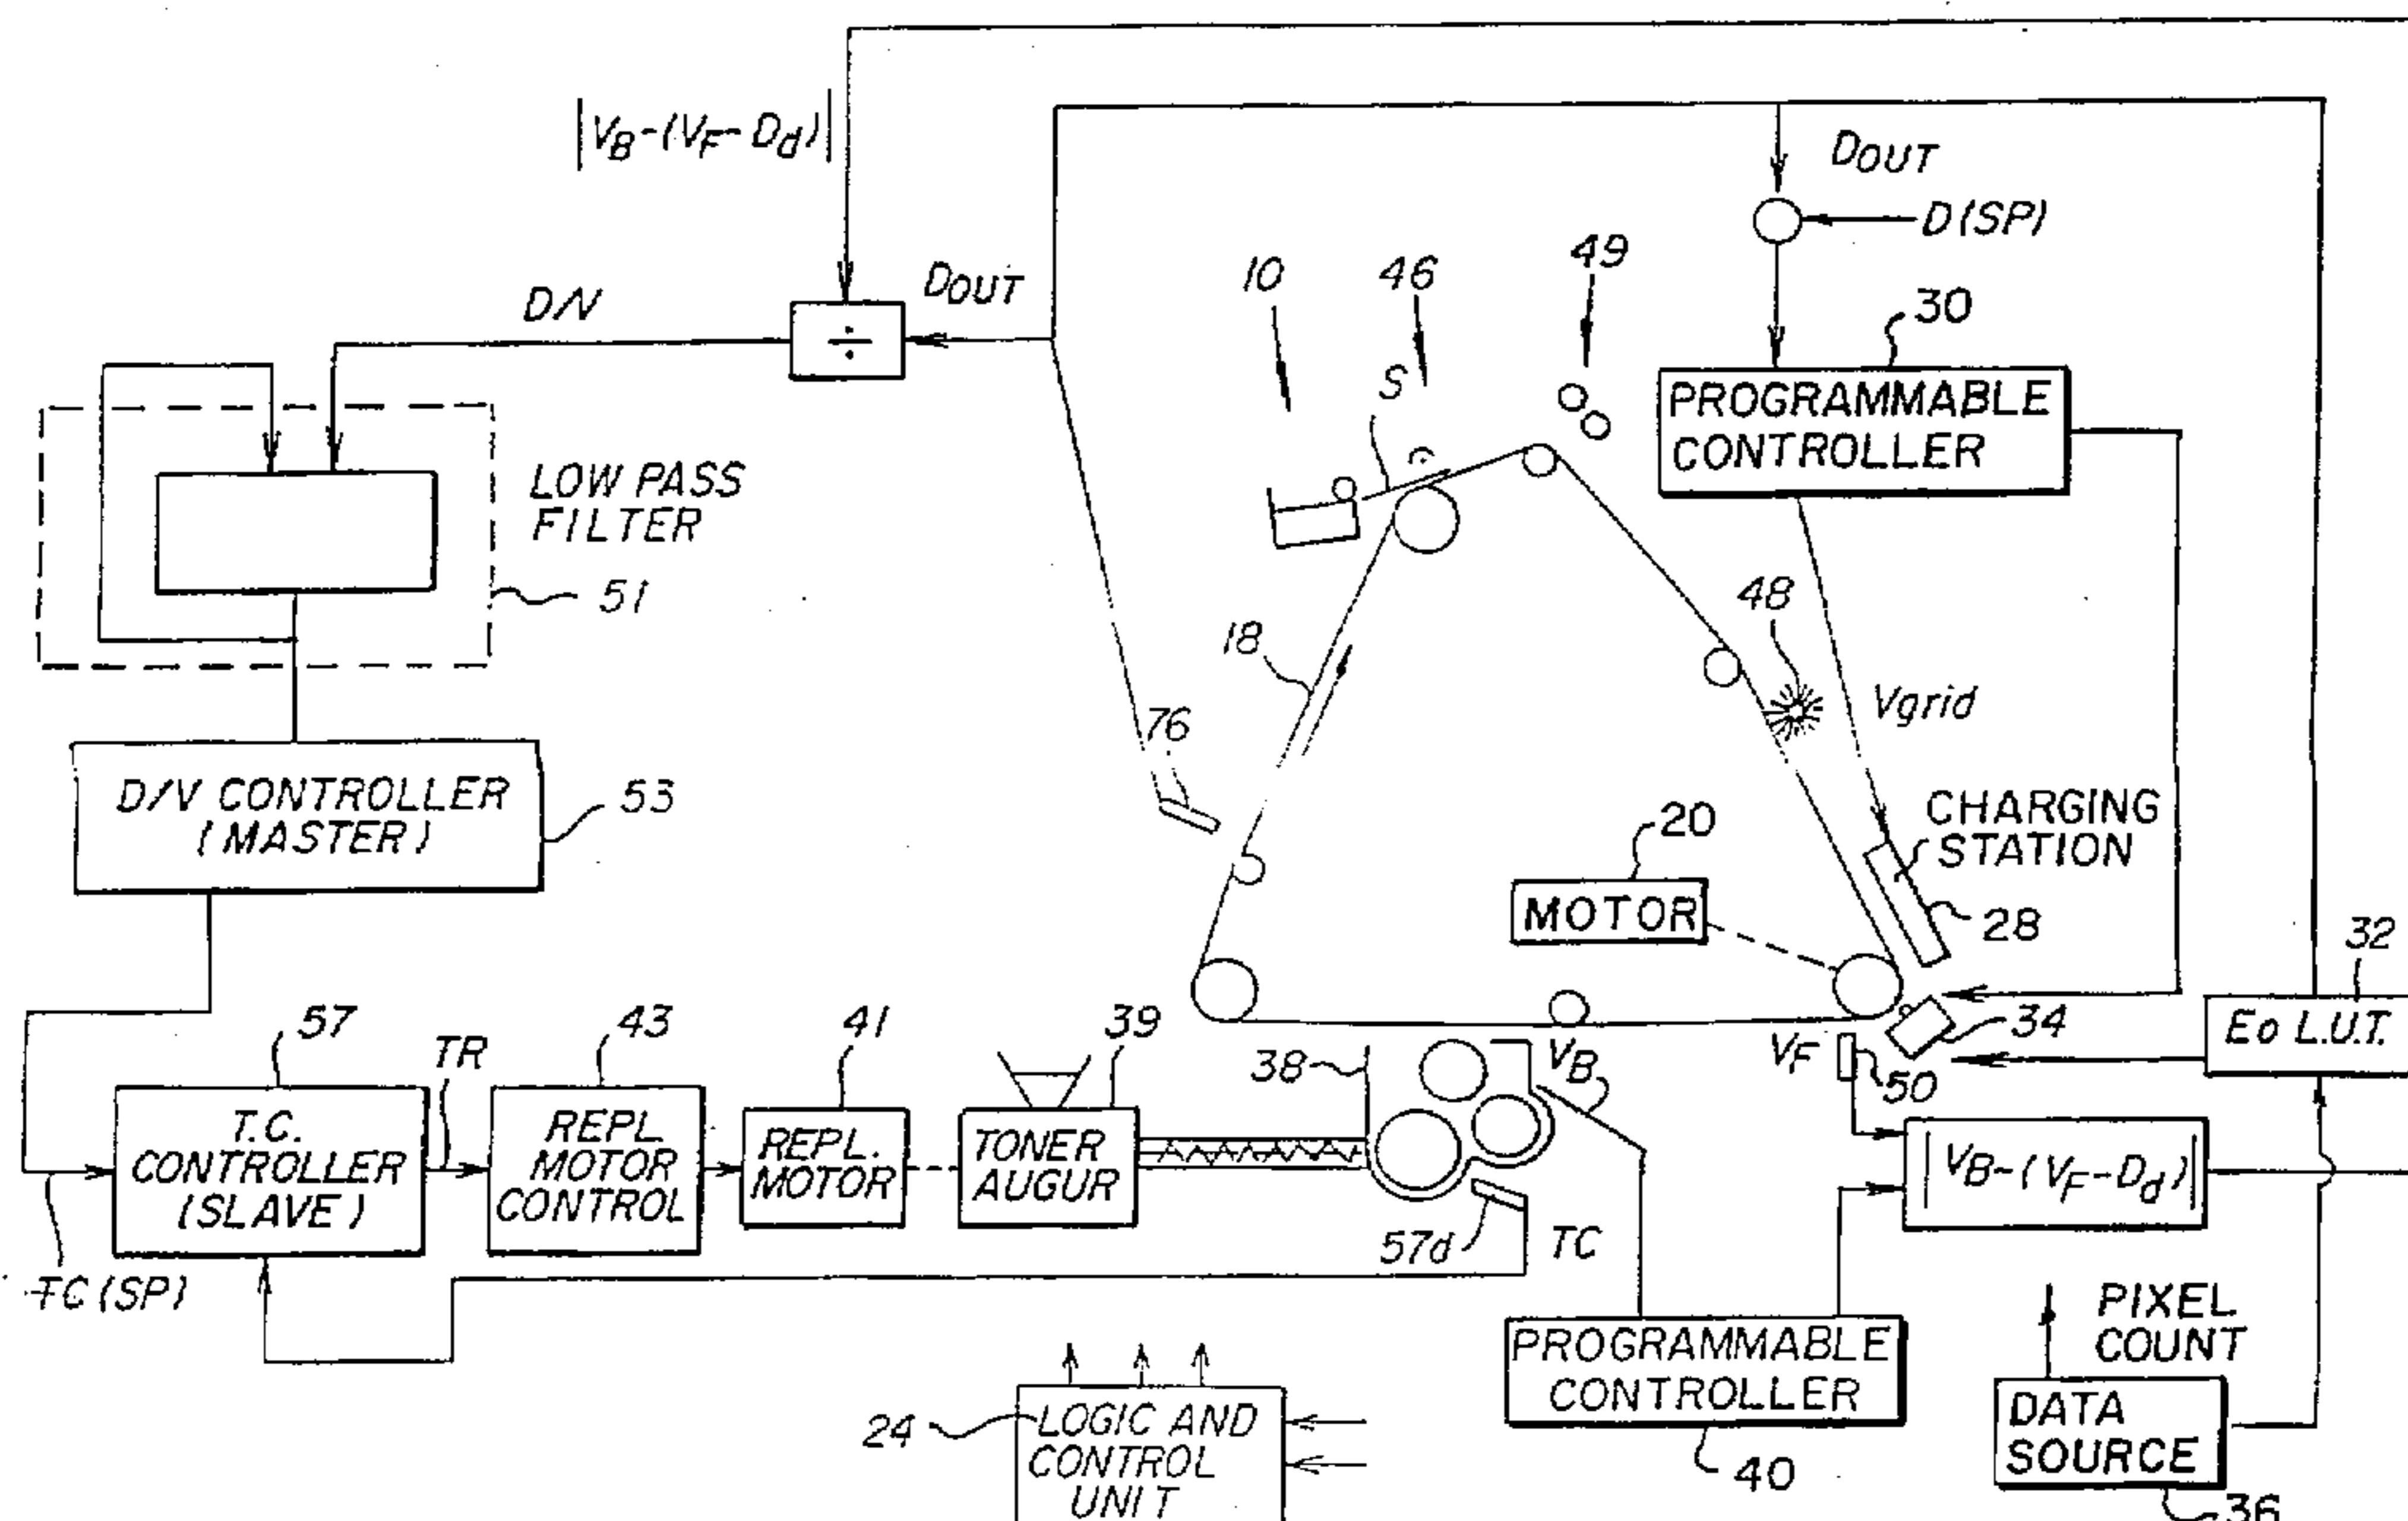 |VB-(VF-Dd)|
DOUT
D(SP)
49
46
10
DOUT
D/V
30
S
PROGRAMMABLE
CONTROLLER
LOW PASS
FILTER
51
48
18
Vgrid
76
D/V CONTROLLER
(MASTER)
53
CHARGING
STATION
20
MOTOR
28
32
57
TR
43
41
39
34
Eo L.U.T.
VF
50
38
VB
T.C.
CONTROLLER
(SLAVE)
REPL.
MOTOR
CONTROL
REPL.
MOTOR
TONER
AUGUR
|VB-(VF-Dd)|
57d
TC
TC(SP)
PIXEL
COUNT
PROGRAMMABLE
CONTROLLER
40
24
LOGIC AND
CONTROL
UNIT
DATA
SOURCE
36